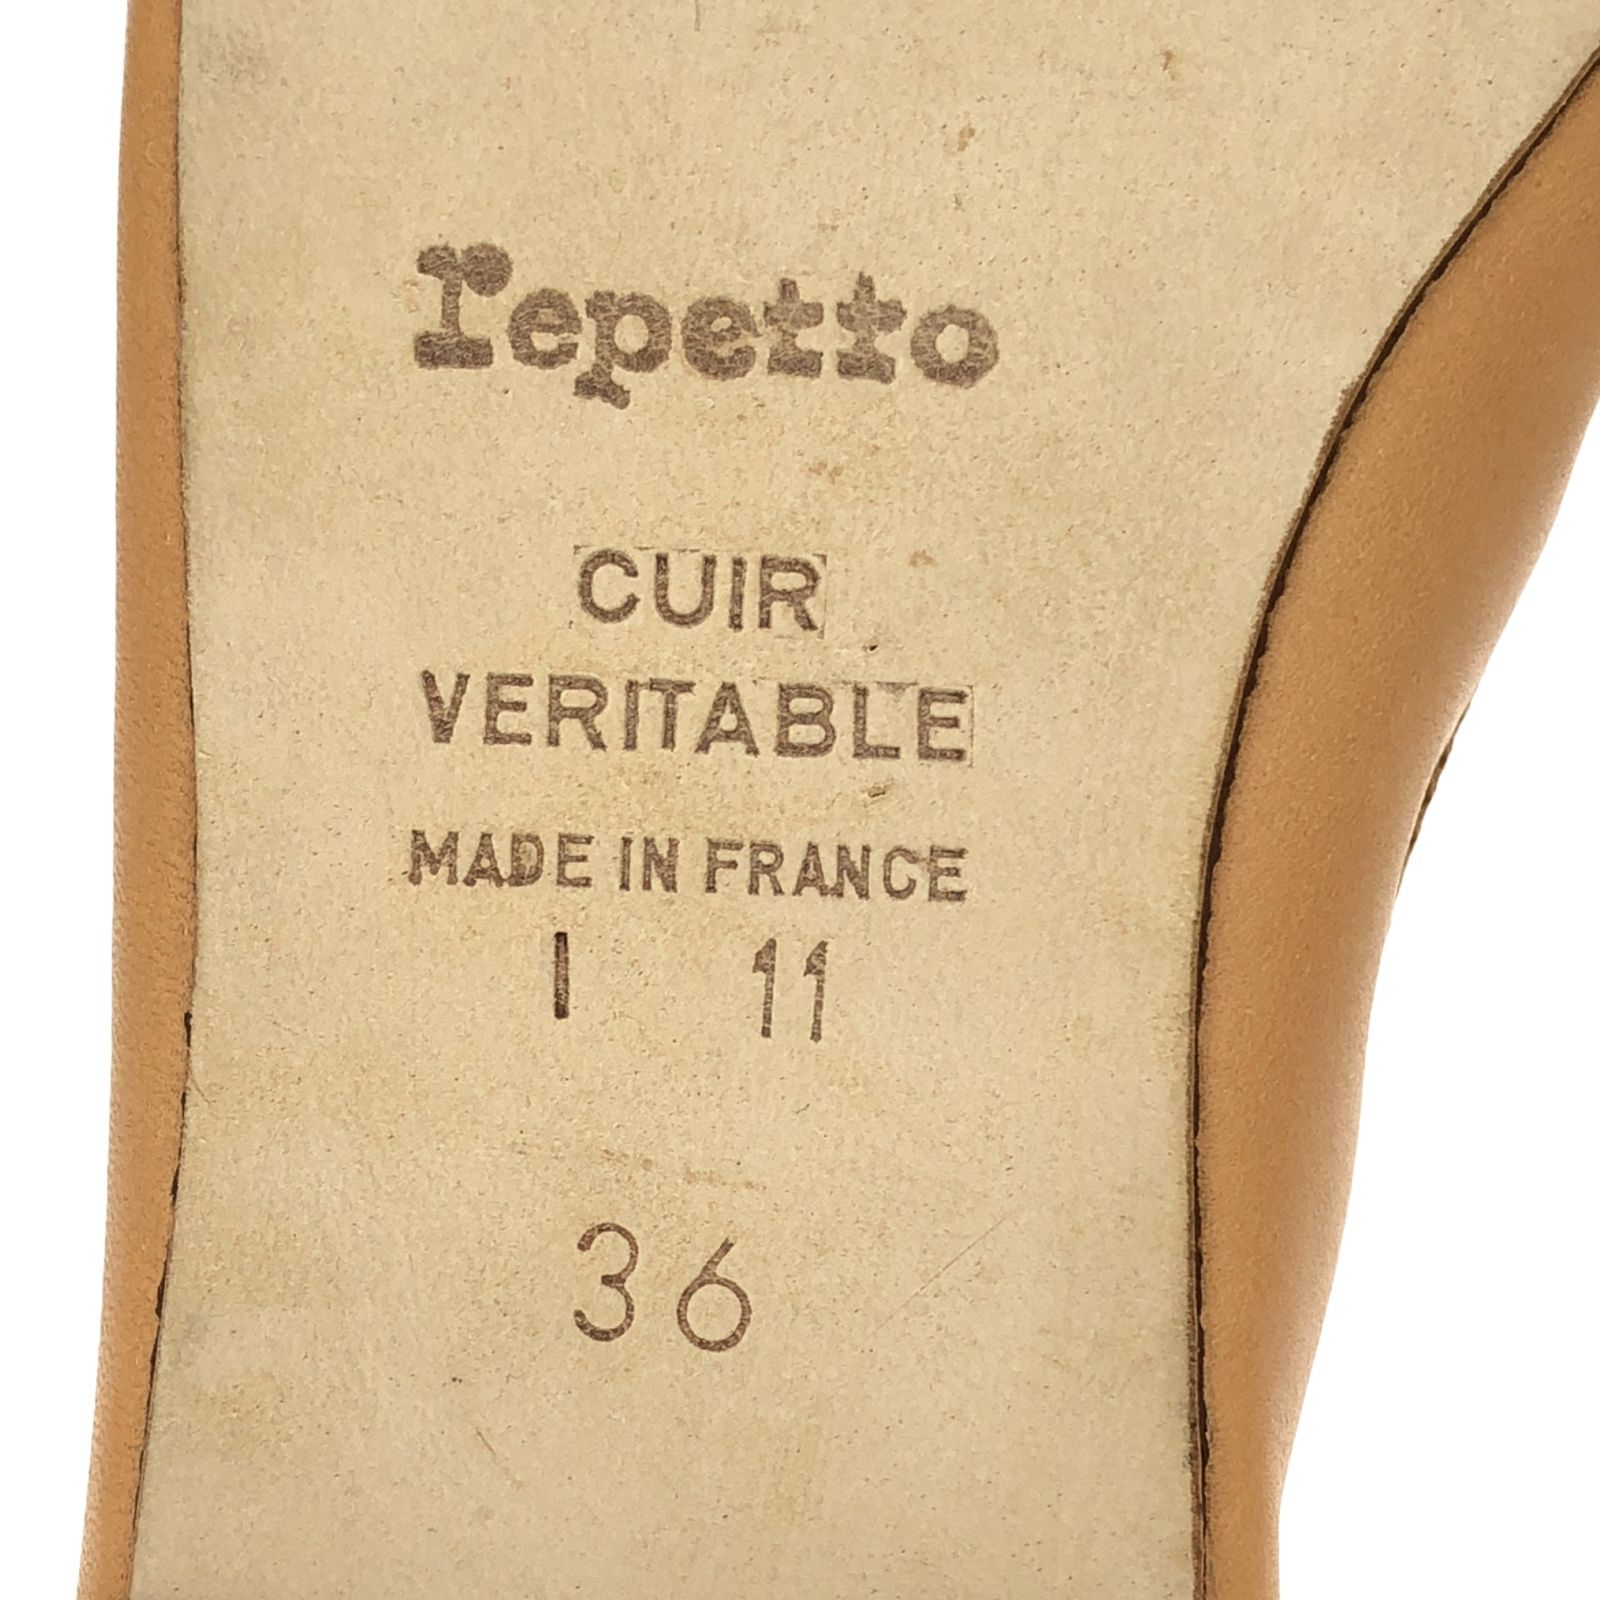 repetto
CUIR
VERITABLE
MADE IN FRANCE
I 11
36